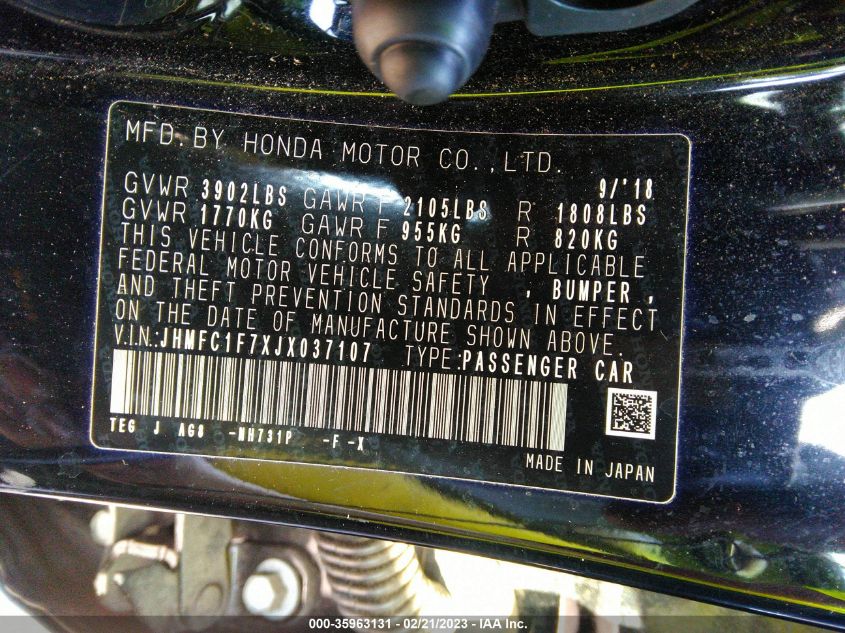 MFD. BY HONDA MOTOR CO.,LTD.
9/'18
GVWR 3902LBS GAWR F 2105LBS R 1808LBS
GVWR 1770KG GAWR F 955KG R 820KG
THIS VEHICLE CONFORMS TO ALL APPLICABLE
FEDERAL MOTOR VEHICLE SAFETY , BUMPER ,
AND THEFT PREVENTION STANDARDS IN EFFECT
ON THE DATE OF MANUFACTURE SHOWN ABOVE.
V.IN.:JHMFC1F7XJX037107 TYPE:PASSENGER CAR
TEG J AG8 -NH731P -F-X
MADE IN JAPAN
000-35963131 - 02/21/2023 - IAA Inc.